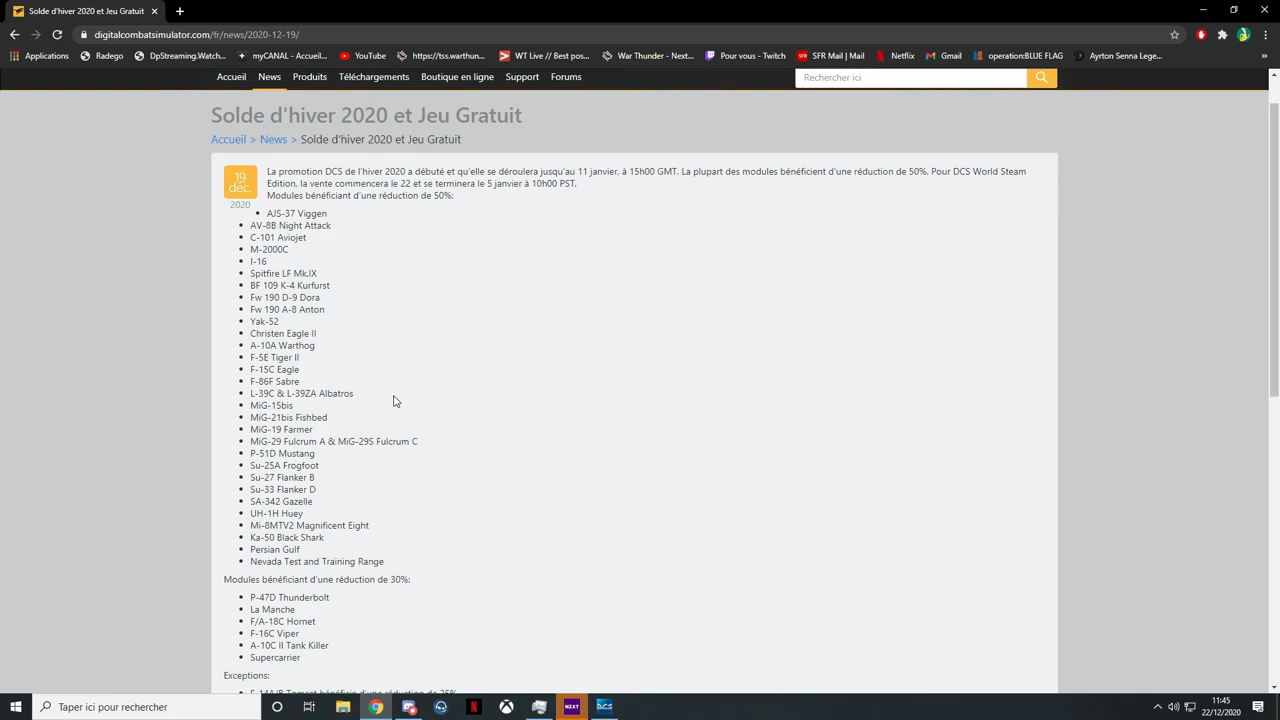 Solde d'hiver 2020 et Jeu Gratuit
digitalcombatsimulator.com/fr/news/2020-12-19/
Applications Radego DpStreaming.Watch... myCANAL - Accueil... YouTube https://tss.warthun... WT Live // Best pos... War Thunder - Next... Pour vous - Twitch SFR Mail | Mail Netflix Gmail operation:BLUE FLAG Ayrton Senna Lege... »
Accueil News Produits Téléchargements Boutique en ligne Support Forums Rechercher ici
Solde d'hiver 2020 et Jeu Gratuit
Accueil > News > Solde d'hiver 2020 et Jeu Gratuit
19
déc.
2020
La promotion DCS de l'hiver 2020 a débuté et qu'elle se déroulera jusqu'au 11 janvier, à 15h00 GMT. La plupart des modules bénéficient d'une réduction de 50%. Pour DCS World Steam
Edition, la vente commencera le 22 et se terminera le 5 janvier à 10h00 PST.
Modules bénéficiant d'une réduction de 50%:
• AJS-37 Viggen
• AV-8B Night Attack
• C-101 Aviojet
• M-2000C
• I-16
• Spitfire LF Mk.IX
• BF 109 K-4 Kurfurst
• Fw 190 D-9 Dora
• Fw 190 A-8 Anton
• Yak-52
• Christen Eagle II
• A-10A Warthog
• F-5E Tiger II
• F-15C Eagle
• F-86F Sabre
• L-39C & L-39ZA Albatros
• MiG-15bis
• MiG-21bis Fishbed
• MiG-19 Farmer
• MiG-29 Fulcrum A & MiG-29S Fulcrum C
• P-51D Mustang
• Su-25A Frogfoot
• Su-27 Flanker B
• Su-33 Flanker D
• SA-342 Gazelle
• UH-1H Huey
• Mi-8MTV2 Magnificent Eight
• Ka-50 Black Shark
• Persian Gulf
• Nevada Test and Training Range
Modules bénéficiant d'une réduction de 30%:
• P-47D Thunderbolt
• La Manche
• F/A-18C Hornet
• F-16C Viper
• A-10C II Tank Killer
• Supercarrier
Exceptions:
• F-14A/B Tomcat bénéficie d'une réduction de 25%
Taper ici pour rechercher
NZXT
DCS
11:45
22/12/2020